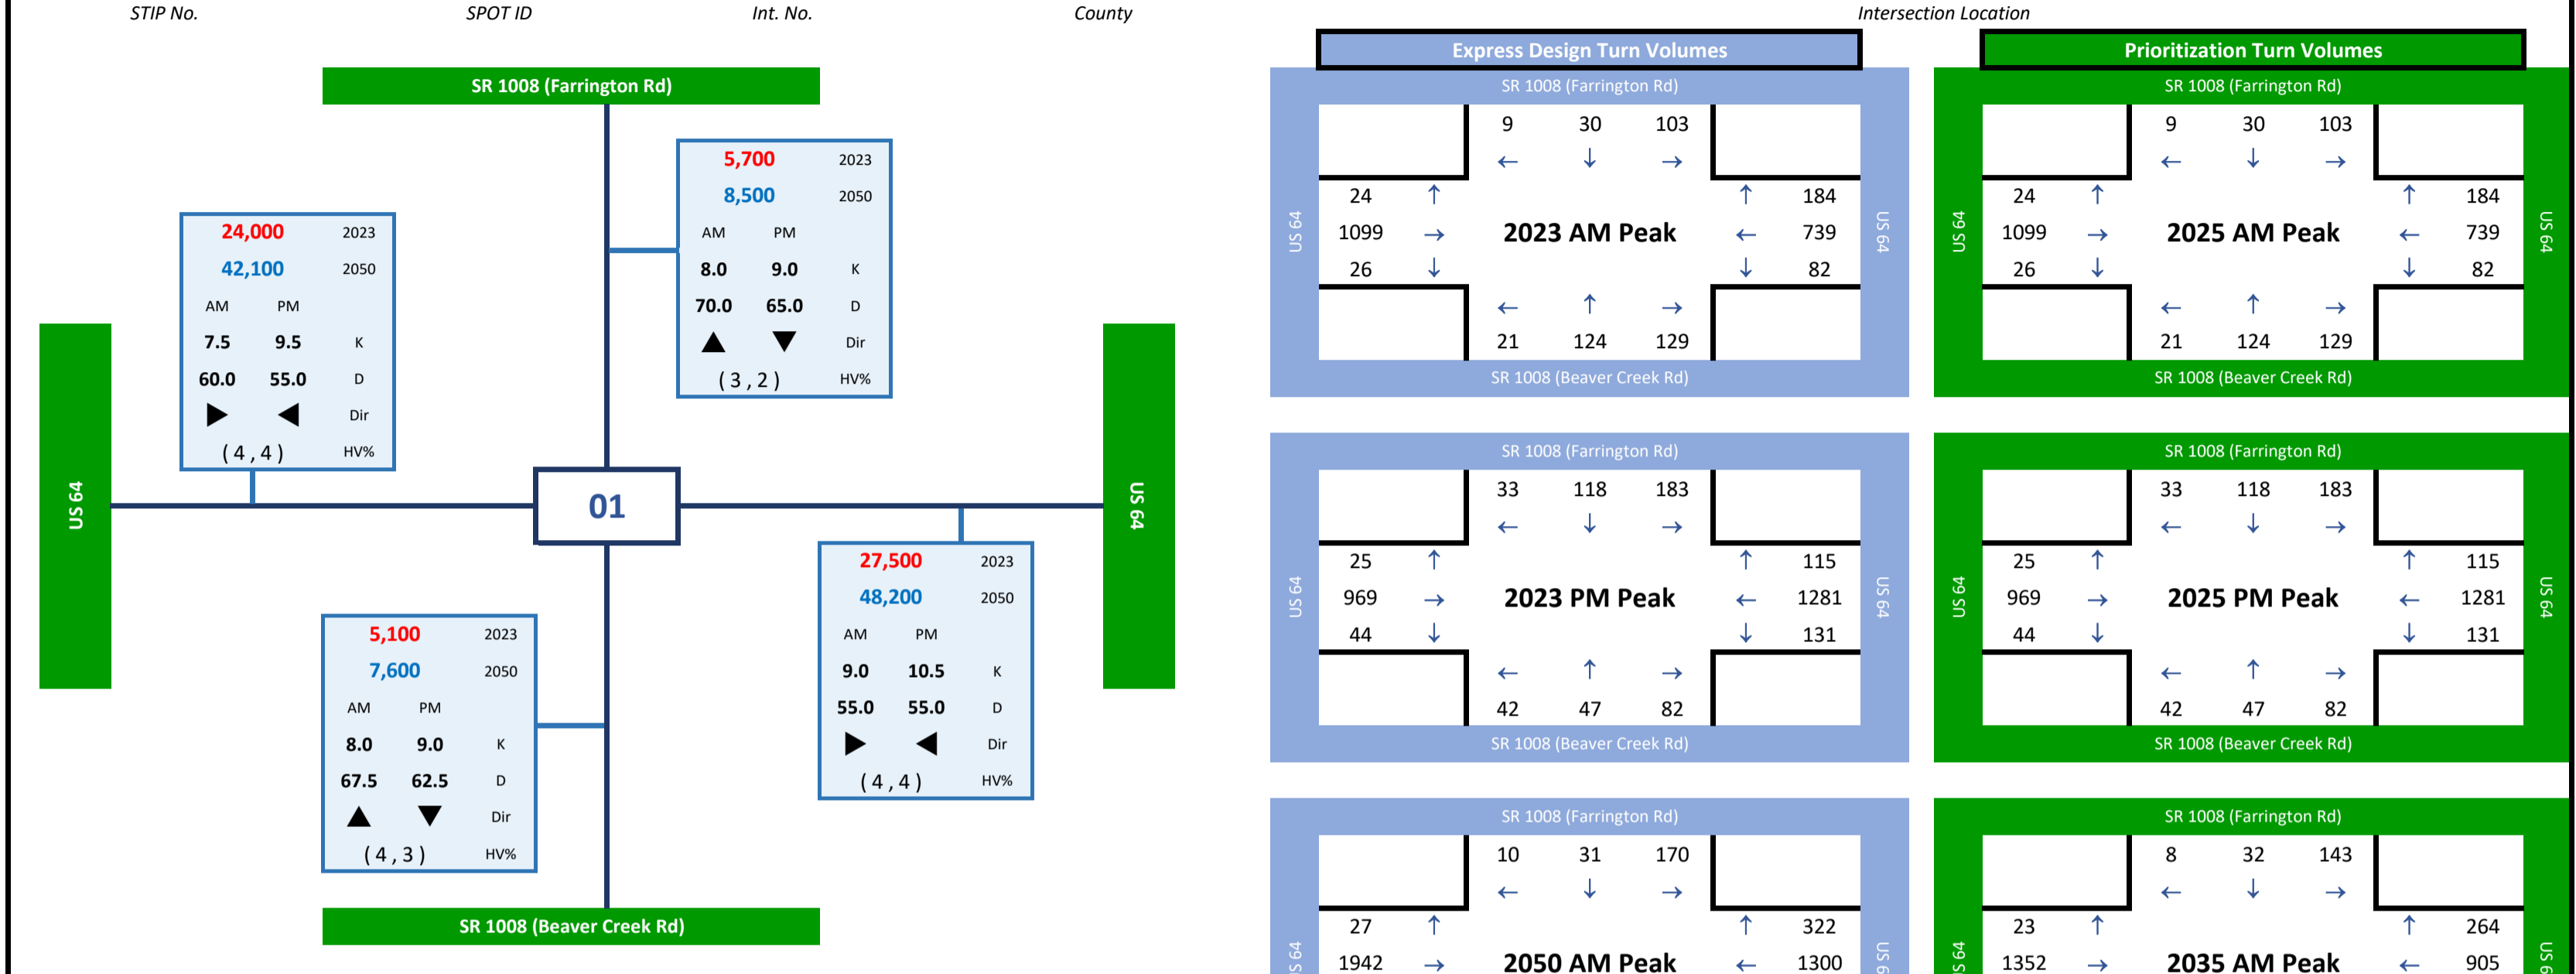 STIP No. SPOT ID Int. No. County Intersection Location
Express Design Turn Volumes
Prioritization Turn Volumes
SR 1008 (Farrington Rd)
5,700 2023
8,500 2050
AM PM
8.0 9.0 K
70.0 65.0 D
▲ ▼ Dir
( 3 , 2 ) HV%
24,000 2023
42,100 2050
AM PM
7.5 9.5 K
60.0 55.0 D
▶ ◀ Dir
( 4 , 4 ) HV%
US 64
01
US 64
27,500 2023
48,200 2050
AM PM
9.0 10.5 K
55.0 55.0 D
▶ ◀ Dir
( 4 , 4 ) HV%
5,100 2023
7,600 2050
AM PM
8.0 9.0 K
67.5 62.5 D
▲ ▼ Dir
( 4 , 3 ) HV%
SR 1008 (Beaver Creek Rd)
SR 1008 (Farrington Rd)
9 30 103
← ↓ →
24 ↑ ↑ 184
US 64 1099 → 2023 AM Peak ← 739 US 64
26 ↓ ↓ 82
← ↑ →
21 124 129
SR 1008 (Beaver Creek Rd)
SR 1008 (Farrington Rd)
9 30 103
← ↓ →
24 ↑ ↑ 184
US 64 1099 → 2025 AM Peak ← 739 US 64
26 ↓ ↓ 82
← ↑ →
21 124 129
SR 1008 (Beaver Creek Rd)
SR 1008 (Farrington Rd)
33 118 183
← ↓ →
25 ↑ ↑ 115
US 64 969 → 2023 PM Peak ← 1281 US 64
44 ↓ ↓ 131
← ↑ →
42 47 82
SR 1008 (Beaver Creek Rd)
SR 1008 (Farrington Rd)
33 118 183
← ↓ →
25 ↑ ↑ 115
US 64 969 → 2025 PM Peak ← 1281 US 64
44 ↓ ↓ 131
← ↑ →
42 47 82
SR 1008 (Beaver Creek Rd)
SR 1008 (Farrington Rd)
10 31 170
← ↓ →
27 ↑ ↑ 322
64 1942 → 2050 AM Peak ← 1300 US
SR 1008 (Farrington Rd)
8 32 143
← ↓ →
23 ↑ ↑ 264
64 1352 → 2035 AM Peak ← 905 US